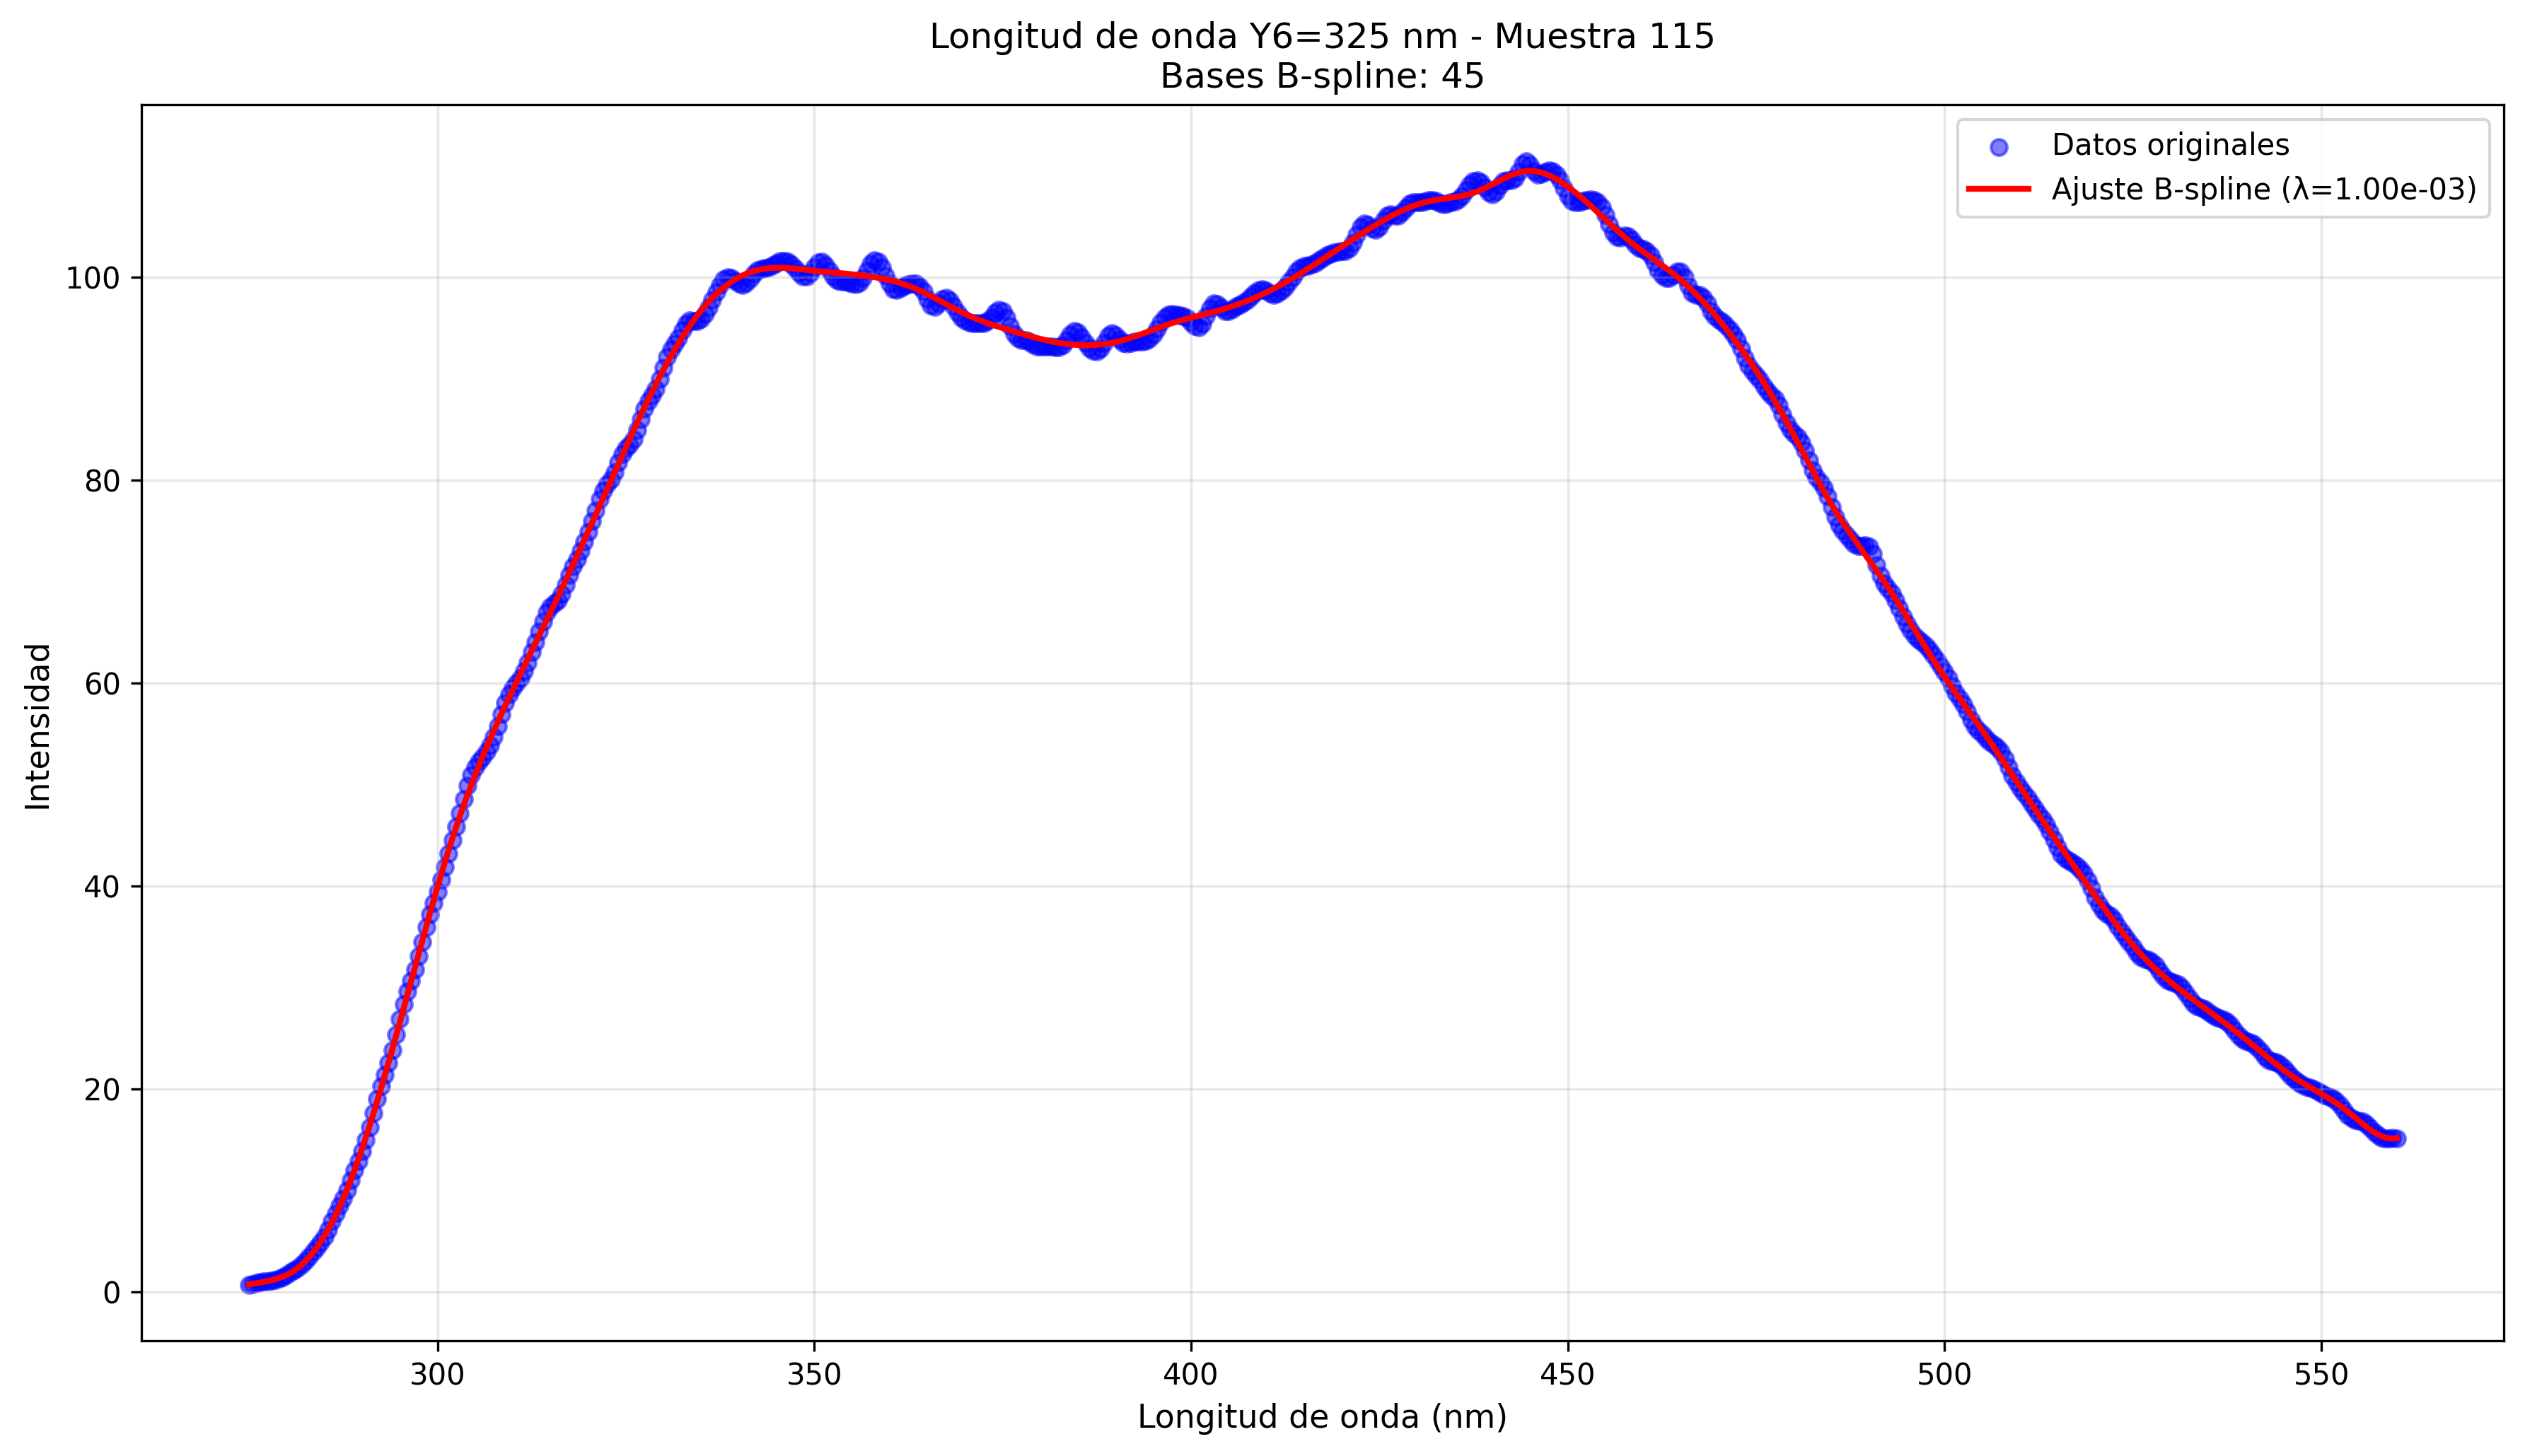 Longitud de onda Y6=325 nm - Muestra 115
Bases B-spline: 45
Datos originales
Ajuste B-spline (λ=1.00e-03)
Intensidad
100
80
60
40
20
0
300 350 400 450 500 550
Longitud de onda (nm)